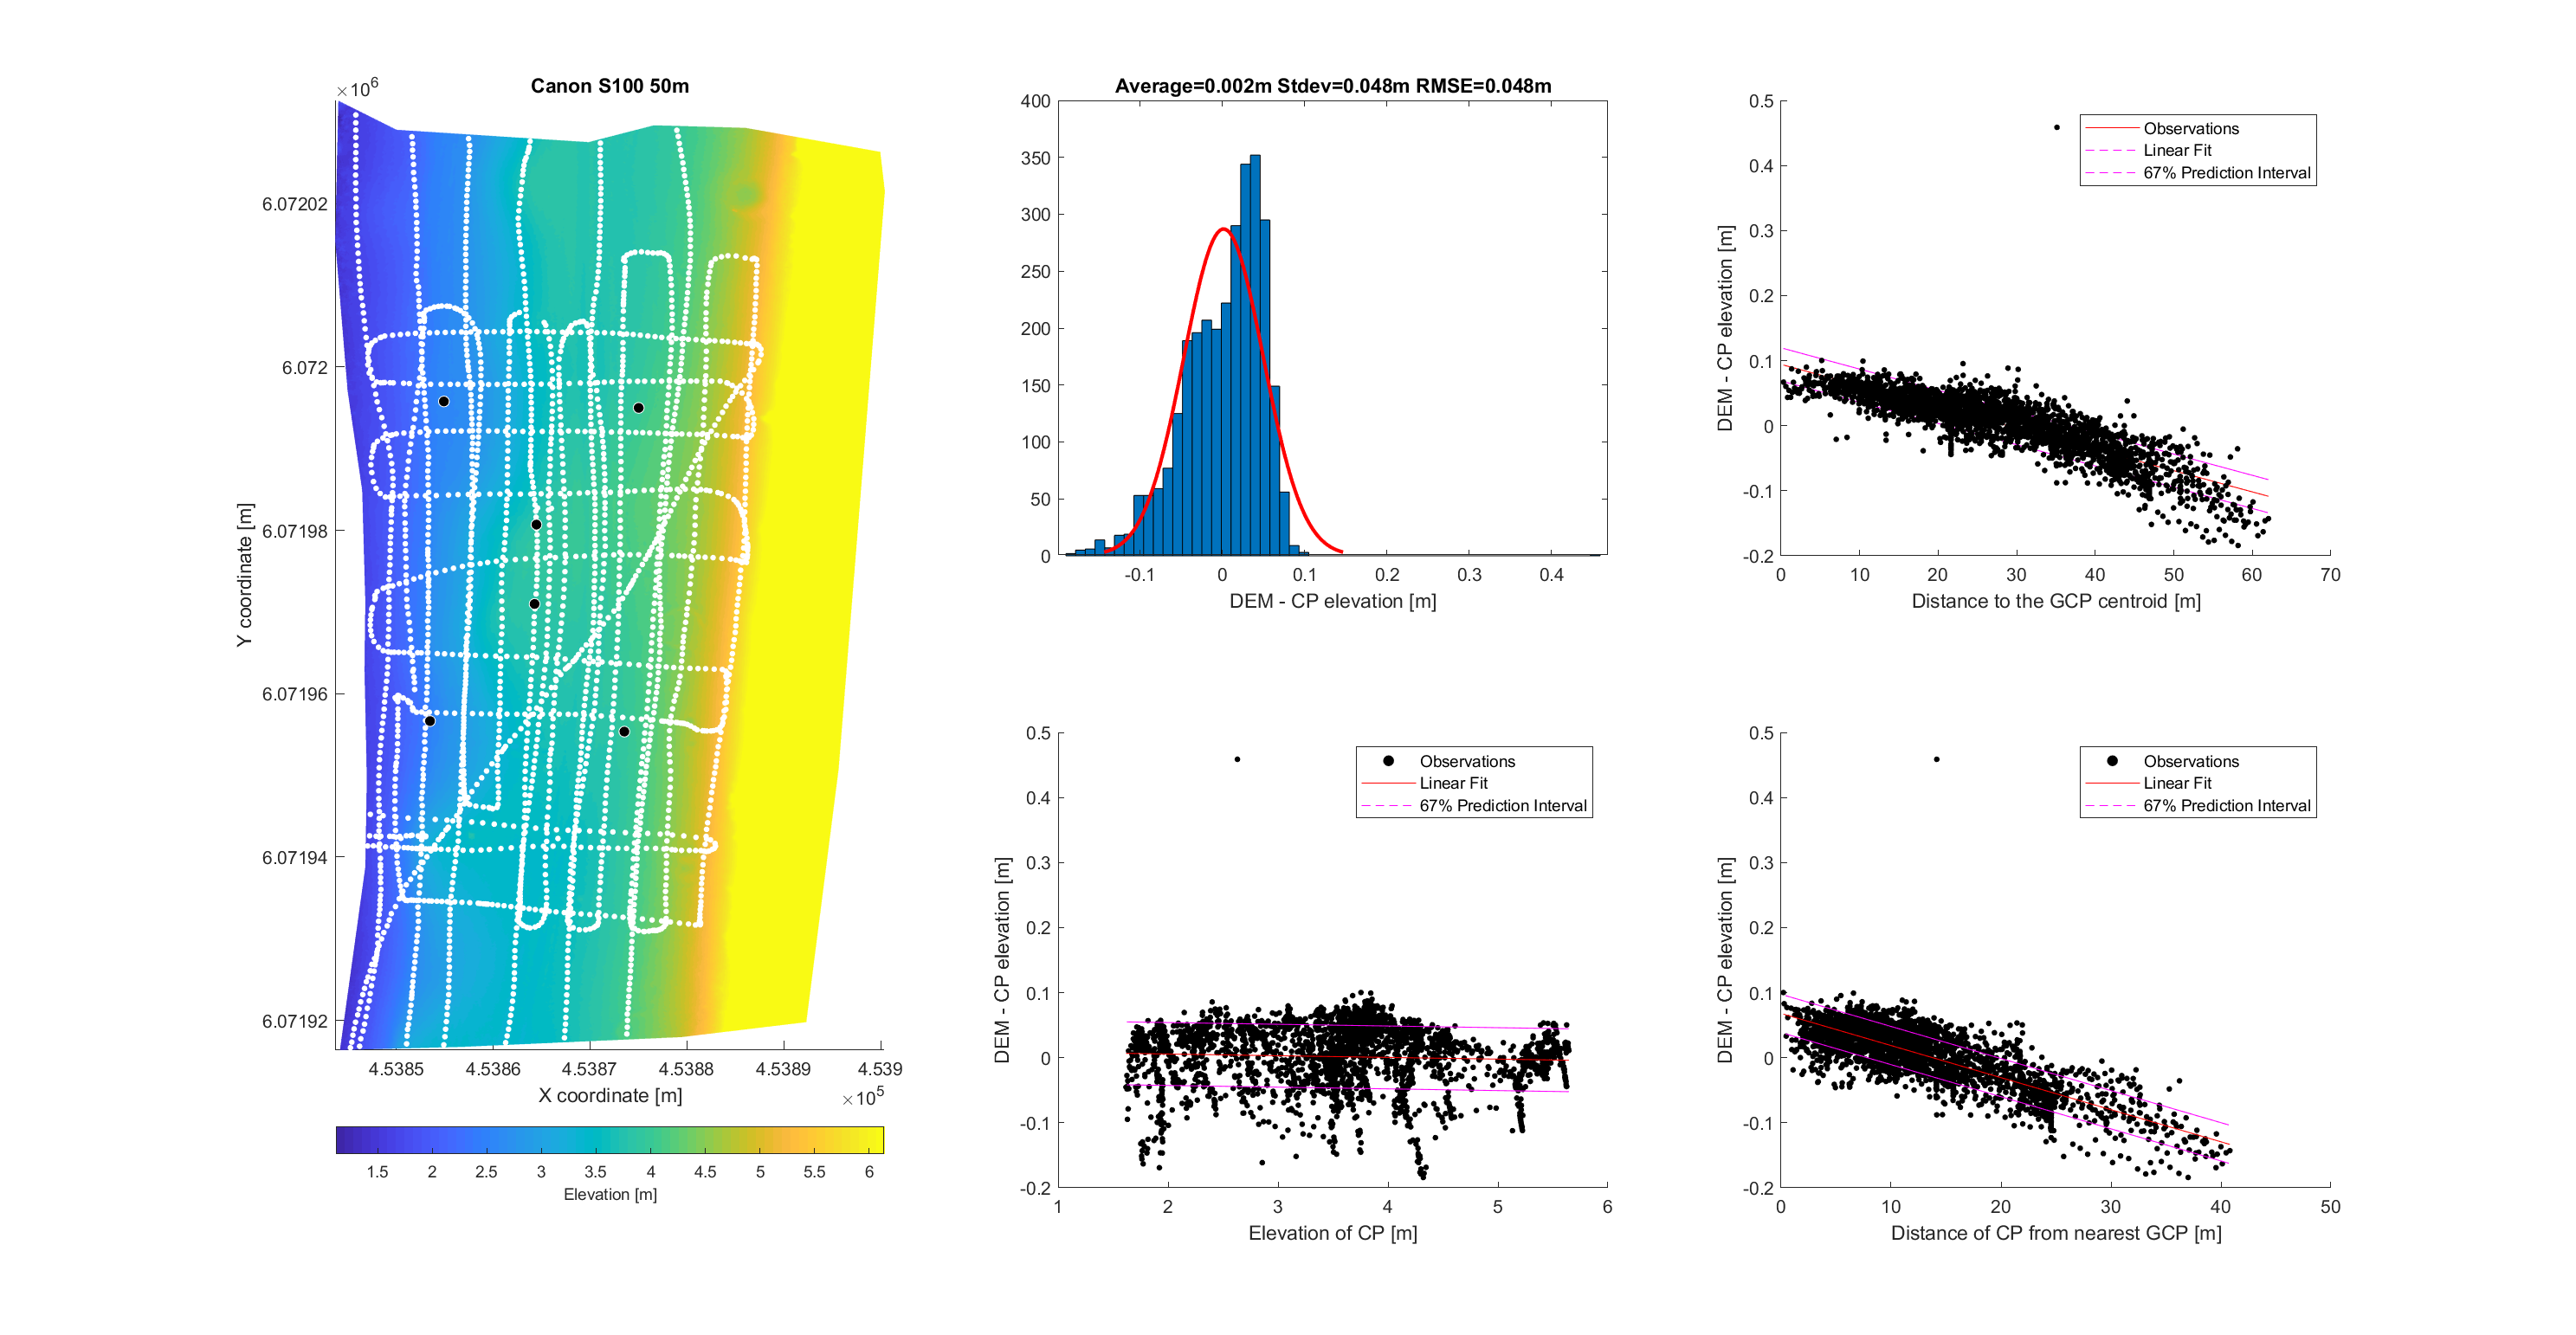 Canon S100 50m
×10⁶
6.07202
6.072
6.07198
6.07196
6.07194
6.07192
Y coordinate [m]
4.5385 4.5386 4.5387 4.5388 4.5389 4.539
X coordinate [m]
×10⁵
1.5 2 2.5 3 3.5 4 4.5 5 5.5 6
Elevation [m]
Average=0.002m Stdev=0.048m RMSE=0.048m
400
350
300
250
200
150
100
50
0
-0.1 0 0.1 0.2 0.3 0.4
DEM - CP elevation [m]
0.5
0.4
0.3
0.2
0.1
0
-0.1
-0.2
DEM - CP elevation [m]
Observations
Linear Fit
67% Prediction Interval
0 10 20 30 40 50 60 70
Distance to the GCP centroid [m]
0.5
0.4
0.3
0.2
0.1
0
-0.1
-0.2
DEM - CP elevation [m]
Observations
Linear Fit
67% Prediction Interval
1 2 3 4 5 6
Elevation of CP [m]
0.5
0.4
0.3
0.2
0.1
0
-0.1
-0.2
DEM - CP elevation [m]
Observations
Linear Fit
67% Prediction Interval
0 10 20 30 40 50
Distance of CP from nearest GCP [m]